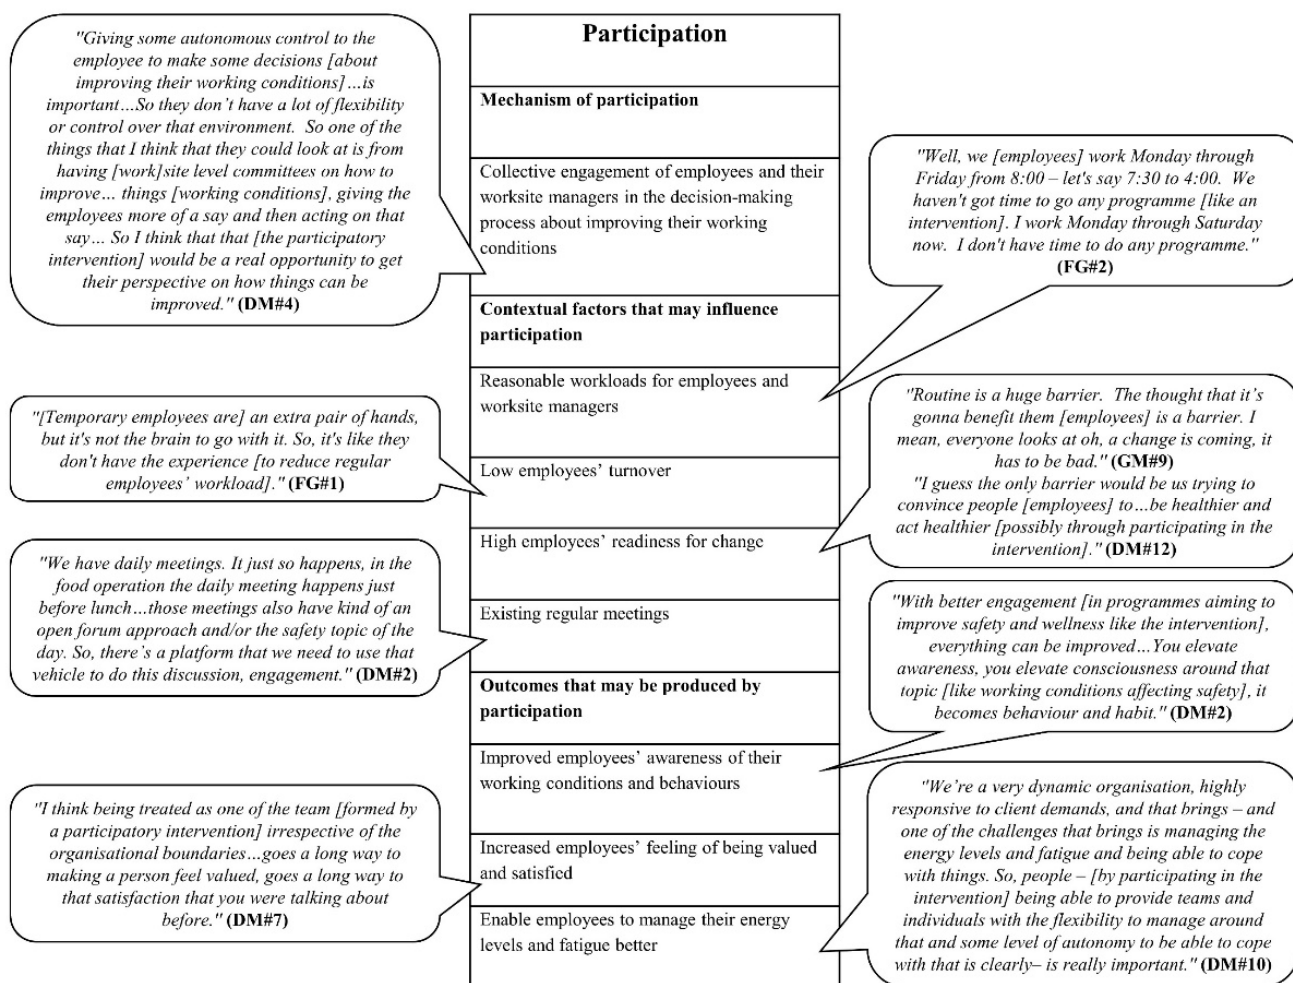 "Giving some autonomous control to the
employee to make some decisions [about
improving their working conditions]…is
important…So they don't have a lot of flexibility
or control over that environment.  So one of the
things that I think that they could look at is from
having [work]site level committees on how to
improve… things [working conditions], giving the
employees more of a say and then acting on that
say… So I think that that [the participatory
intervention] would be a real opportunity to get
their perspective on how things can be
improved." (DM#4)
"[Temporary employees are] an extra pair of hands,
but it's not the brain to go with it. So, it's like they
don't have the experience [to reduce regular
employees' workload]." (FG#1)
"We have daily meetings. It just so happens, in the
food operation the daily meeting happens just
before lunch…those meetings also have kind of an
open forum approach and/or the safety topic of the
day. So, there's a platform that we need to use that
vehicle to do this discussion, engagement." (DM#2)
"I think being treated as one of the team [formed by
a participatory intervention] irrespective of the
organisational boundaries…goes a long way to
making a person feel valued, goes a long way to
that satisfaction that you were talking about
before." (DM#7)
Participation
Mechanism of participation
Collective engagement of employees and their
worksite managers in the decision-making
process about improving their working
conditions
Contextual factors that may influence
participation
Reasonable workloads for employees and
worksite managers
Low employees' turnover
High employees' readiness for change
Existing regular meetings
Outcomes that may be produced by
participation
Improved employees' awareness of their
working conditions and behaviours
Increased employees' feeling of being valued
and satisfied
Enable employees to manage their energy
levels and fatigue better
"Well, we [employees] work Monday through
Friday from 8:00 – let's say 7:30 to 4:00.  We
haven't got time to go any programme [like an
intervention]. I work Monday through Saturday
now.  I don't have time to do any programme."
(FG#2)
"Routine is a huge barrier.  The thought that it's
gonna benefit them [employees] is a barrier. I
mean, everyone looks at oh, a change is coming, it
has to be bad." (GM#9)
"I guess the only barrier would be us trying to
convince people [employees] to…be healthier and
act healthier [possibly through participating in the
intervention]." (DM#12)
"With better engagement [in programmes aiming to
improve safety and wellness like the intervention],
everything can be improved…You elevate
awareness, you elevate consciousness around that
topic [like working conditions affecting safety], it
becomes behaviour and habit." (DM#2)
"We're a very dynamic organisation, highly
responsive to client demands, and that brings – and
one of the challenges that brings is managing the
energy levels and fatigue and being able to cope
with things. So, people – [by participating in the
intervention] being able to provide teams and
individuals with the flexibility to manage around
that and some level of autonomy to be able to cope
with that is clearly– is really important." (DM#10)